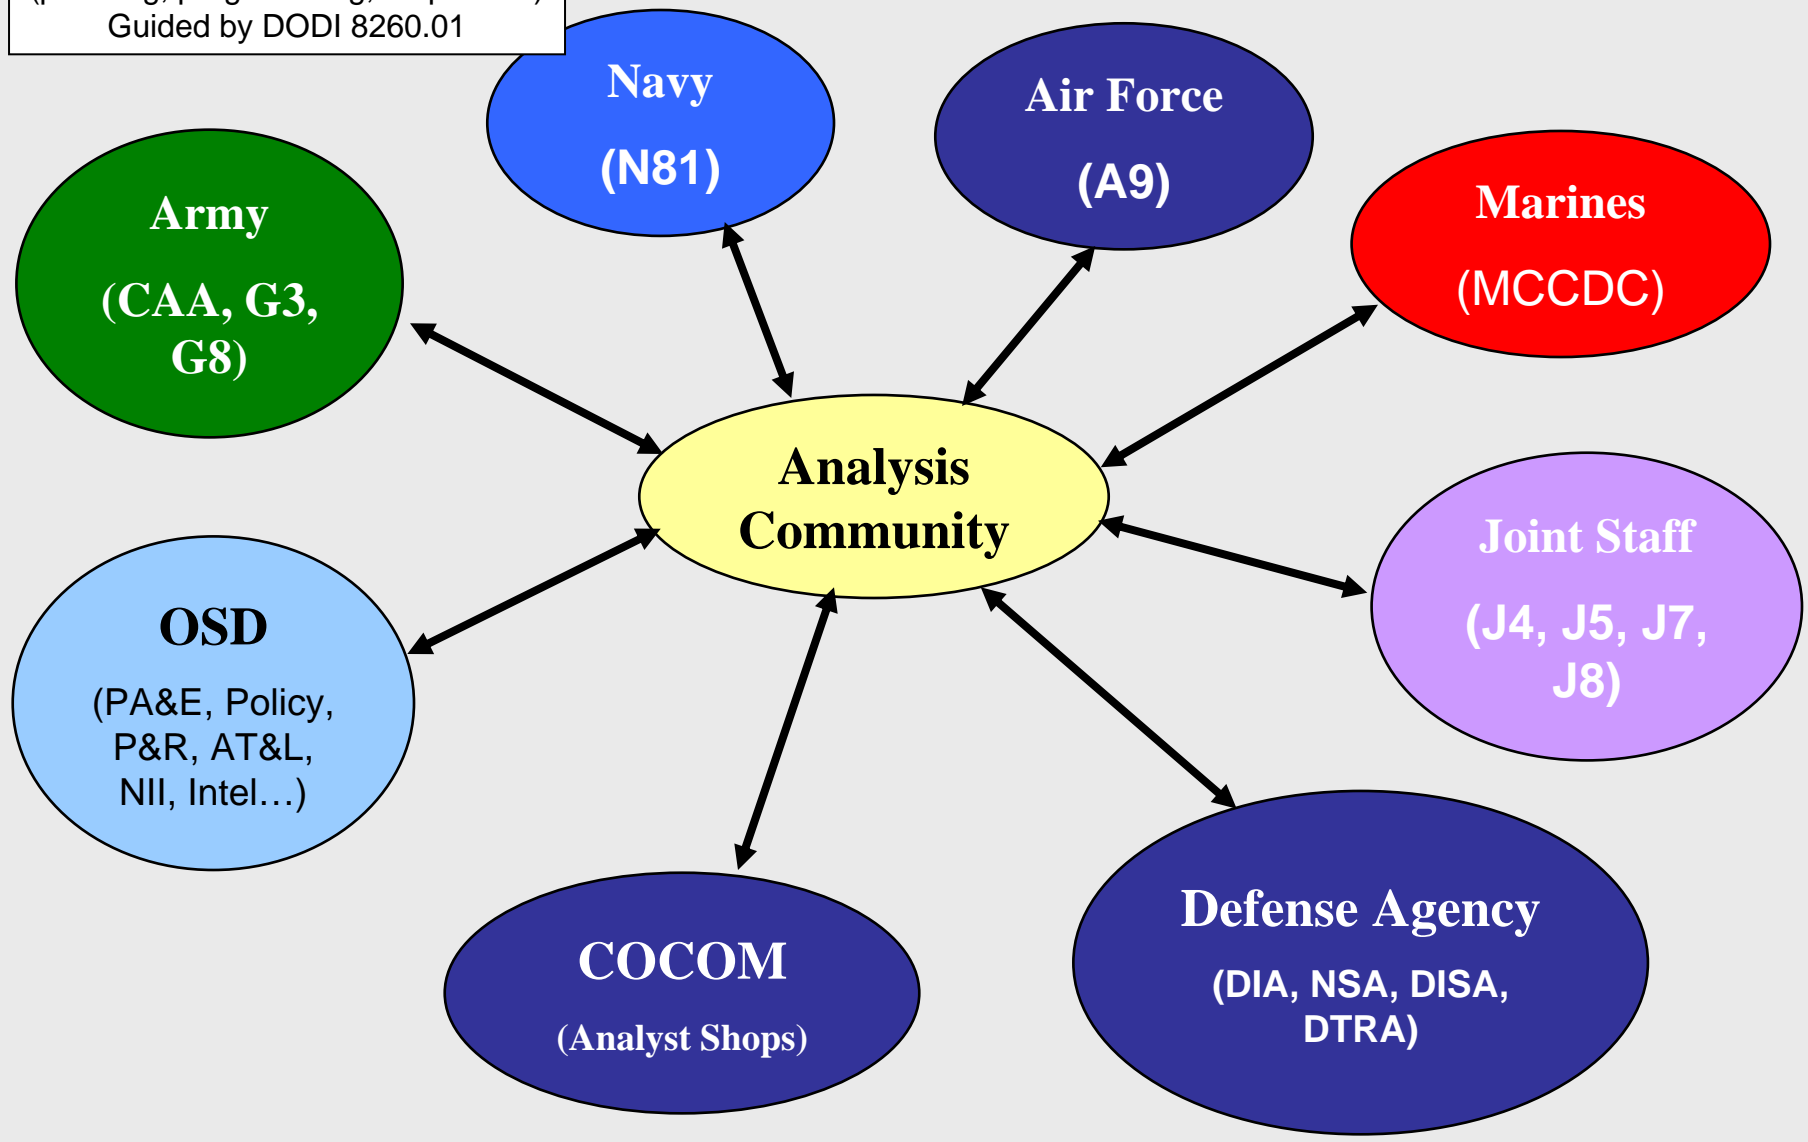 Guided by DODI 8260.01
Navy
(N81)
Air Force
(A9)
Marines
(MCCDC)
Army
(CAA, G3,
G8)
Analysis
Community
Joint Staff
(J4, J5, J7,
J8)
OSD
(PA&E, Policy,
P&R, AT&L,
NII, Intel…)
Defense Agency
(DIA, NSA, DISA,
DTRA)
COCOM
(Analyst Shops)